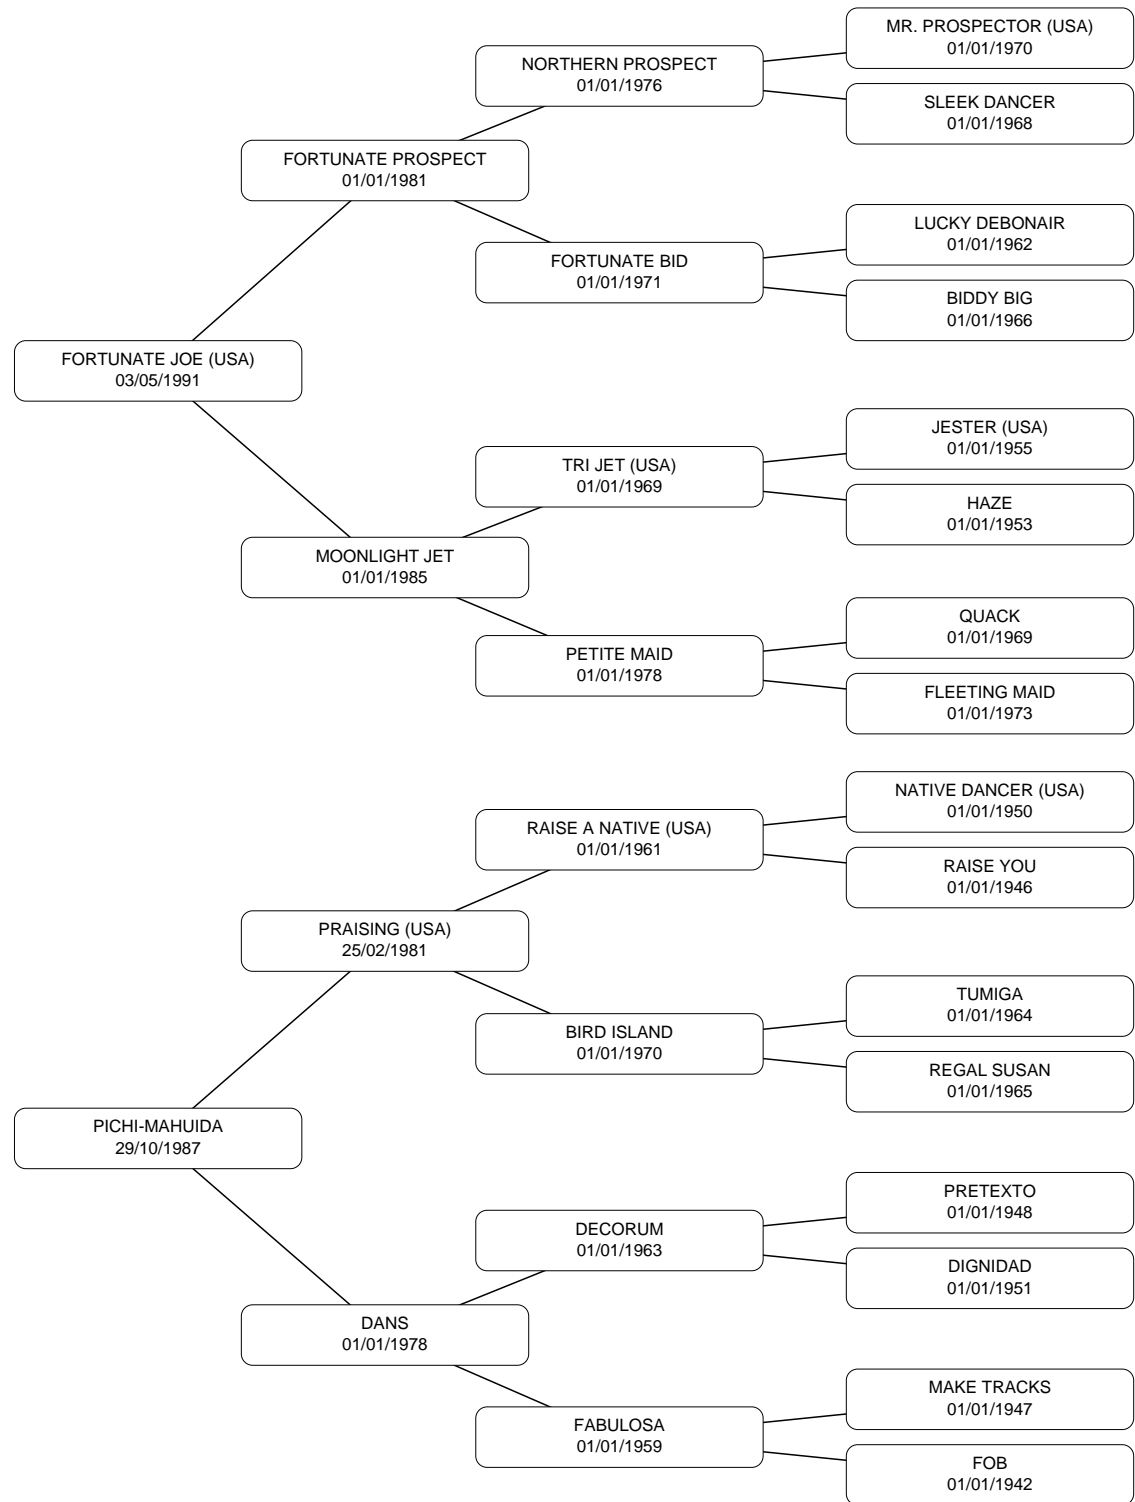 MR. PROSPECTOR (USA)
01/01/1970
NORTHERN PROSPECT
01/01/1976
SLEEK DANCER
01/01/1968
FORTUNATE PROSPECT
01/01/1981
LUCKY DEBONAIR
01/01/1962
FORTUNATE BID
01/01/1971
BIDDY BIG
01/01/1966
FORTUNATE JOE (USA)
03/05/1991
JESTER (USA)
01/01/1955
TRI JET (USA)
01/01/1969
HAZE
01/01/1953
MOONLIGHT JET
01/01/1985
QUACK
01/01/1969
PETITE MAID
01/01/1978
FLEETING MAID
01/01/1973
NATIVE DANCER (USA)
01/01/1950
RAISE A NATIVE (USA)
01/01/1961
RAISE YOU
01/01/1946
PRAISING (USA)
25/02/1981
TUMIGA
01/01/1964
BIRD ISLAND
01/01/1970
REGAL SUSAN
01/01/1965
PICHI-MAHUIDA
29/10/1987
PRETEXTO
01/01/1948
DECORUM
01/01/1963
DIGNIDAD
01/01/1951
DANS
01/01/1978
MAKE TRACKS
01/01/1947
FABULOSA
01/01/1959
FOB
01/01/1942